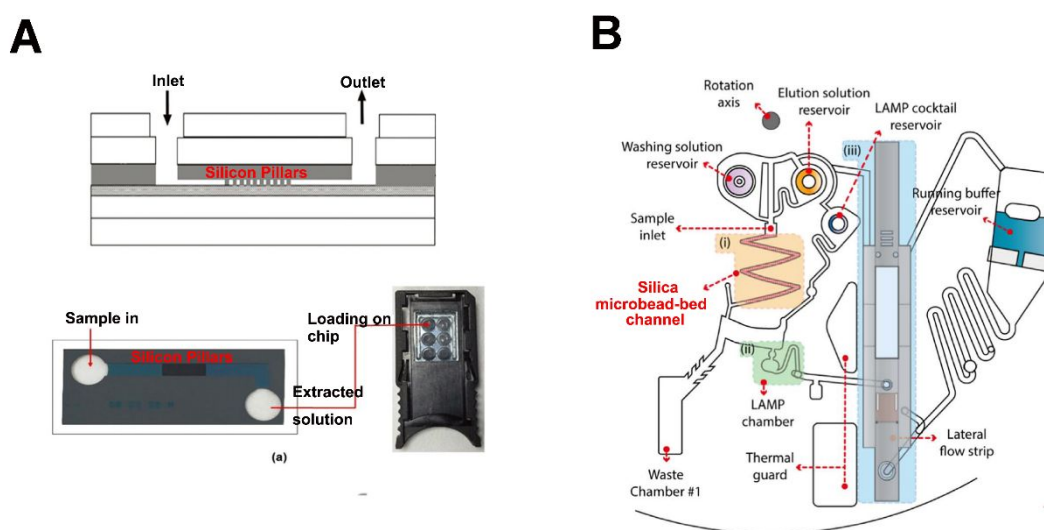 A
Inlet
Outlet
Silicon Pillars
Sample in
Silicon Pillars
Extracted
solution
Loading on
chip
(a)
B
Rotation
axis
Elution solution
reservoir
LAMP cocktail
reservoir
Washing solution
reservoir
(iii)
Running buffer
reservoir
Sample
inlet
(i)
Silica
microbead-bed
channel
(ii)
LAMP
chamber
Thermal
guard
Lateral
flow strip
Waste
Chamber #1